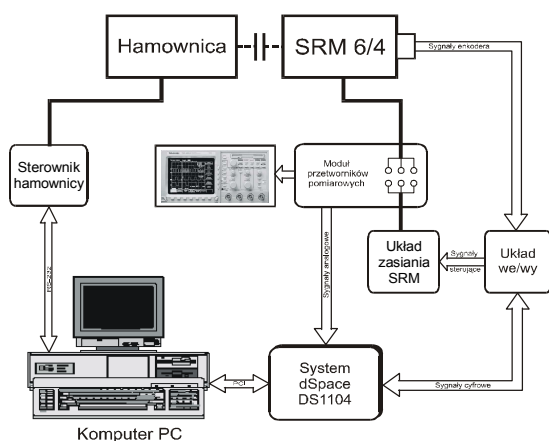 Hamownica
SRM 6/4
Sygnały enkodera
Sterownik
hamownicy
Moduł
przetworników
pomiarowych
Układ
zasiania
SRM
Sygnały
sterujące
Układ
we/wy
RS-232
Sygnały analogowe
System
dSpace
DS1104
PCI
Sygnały cyfrowe
Komputer PC